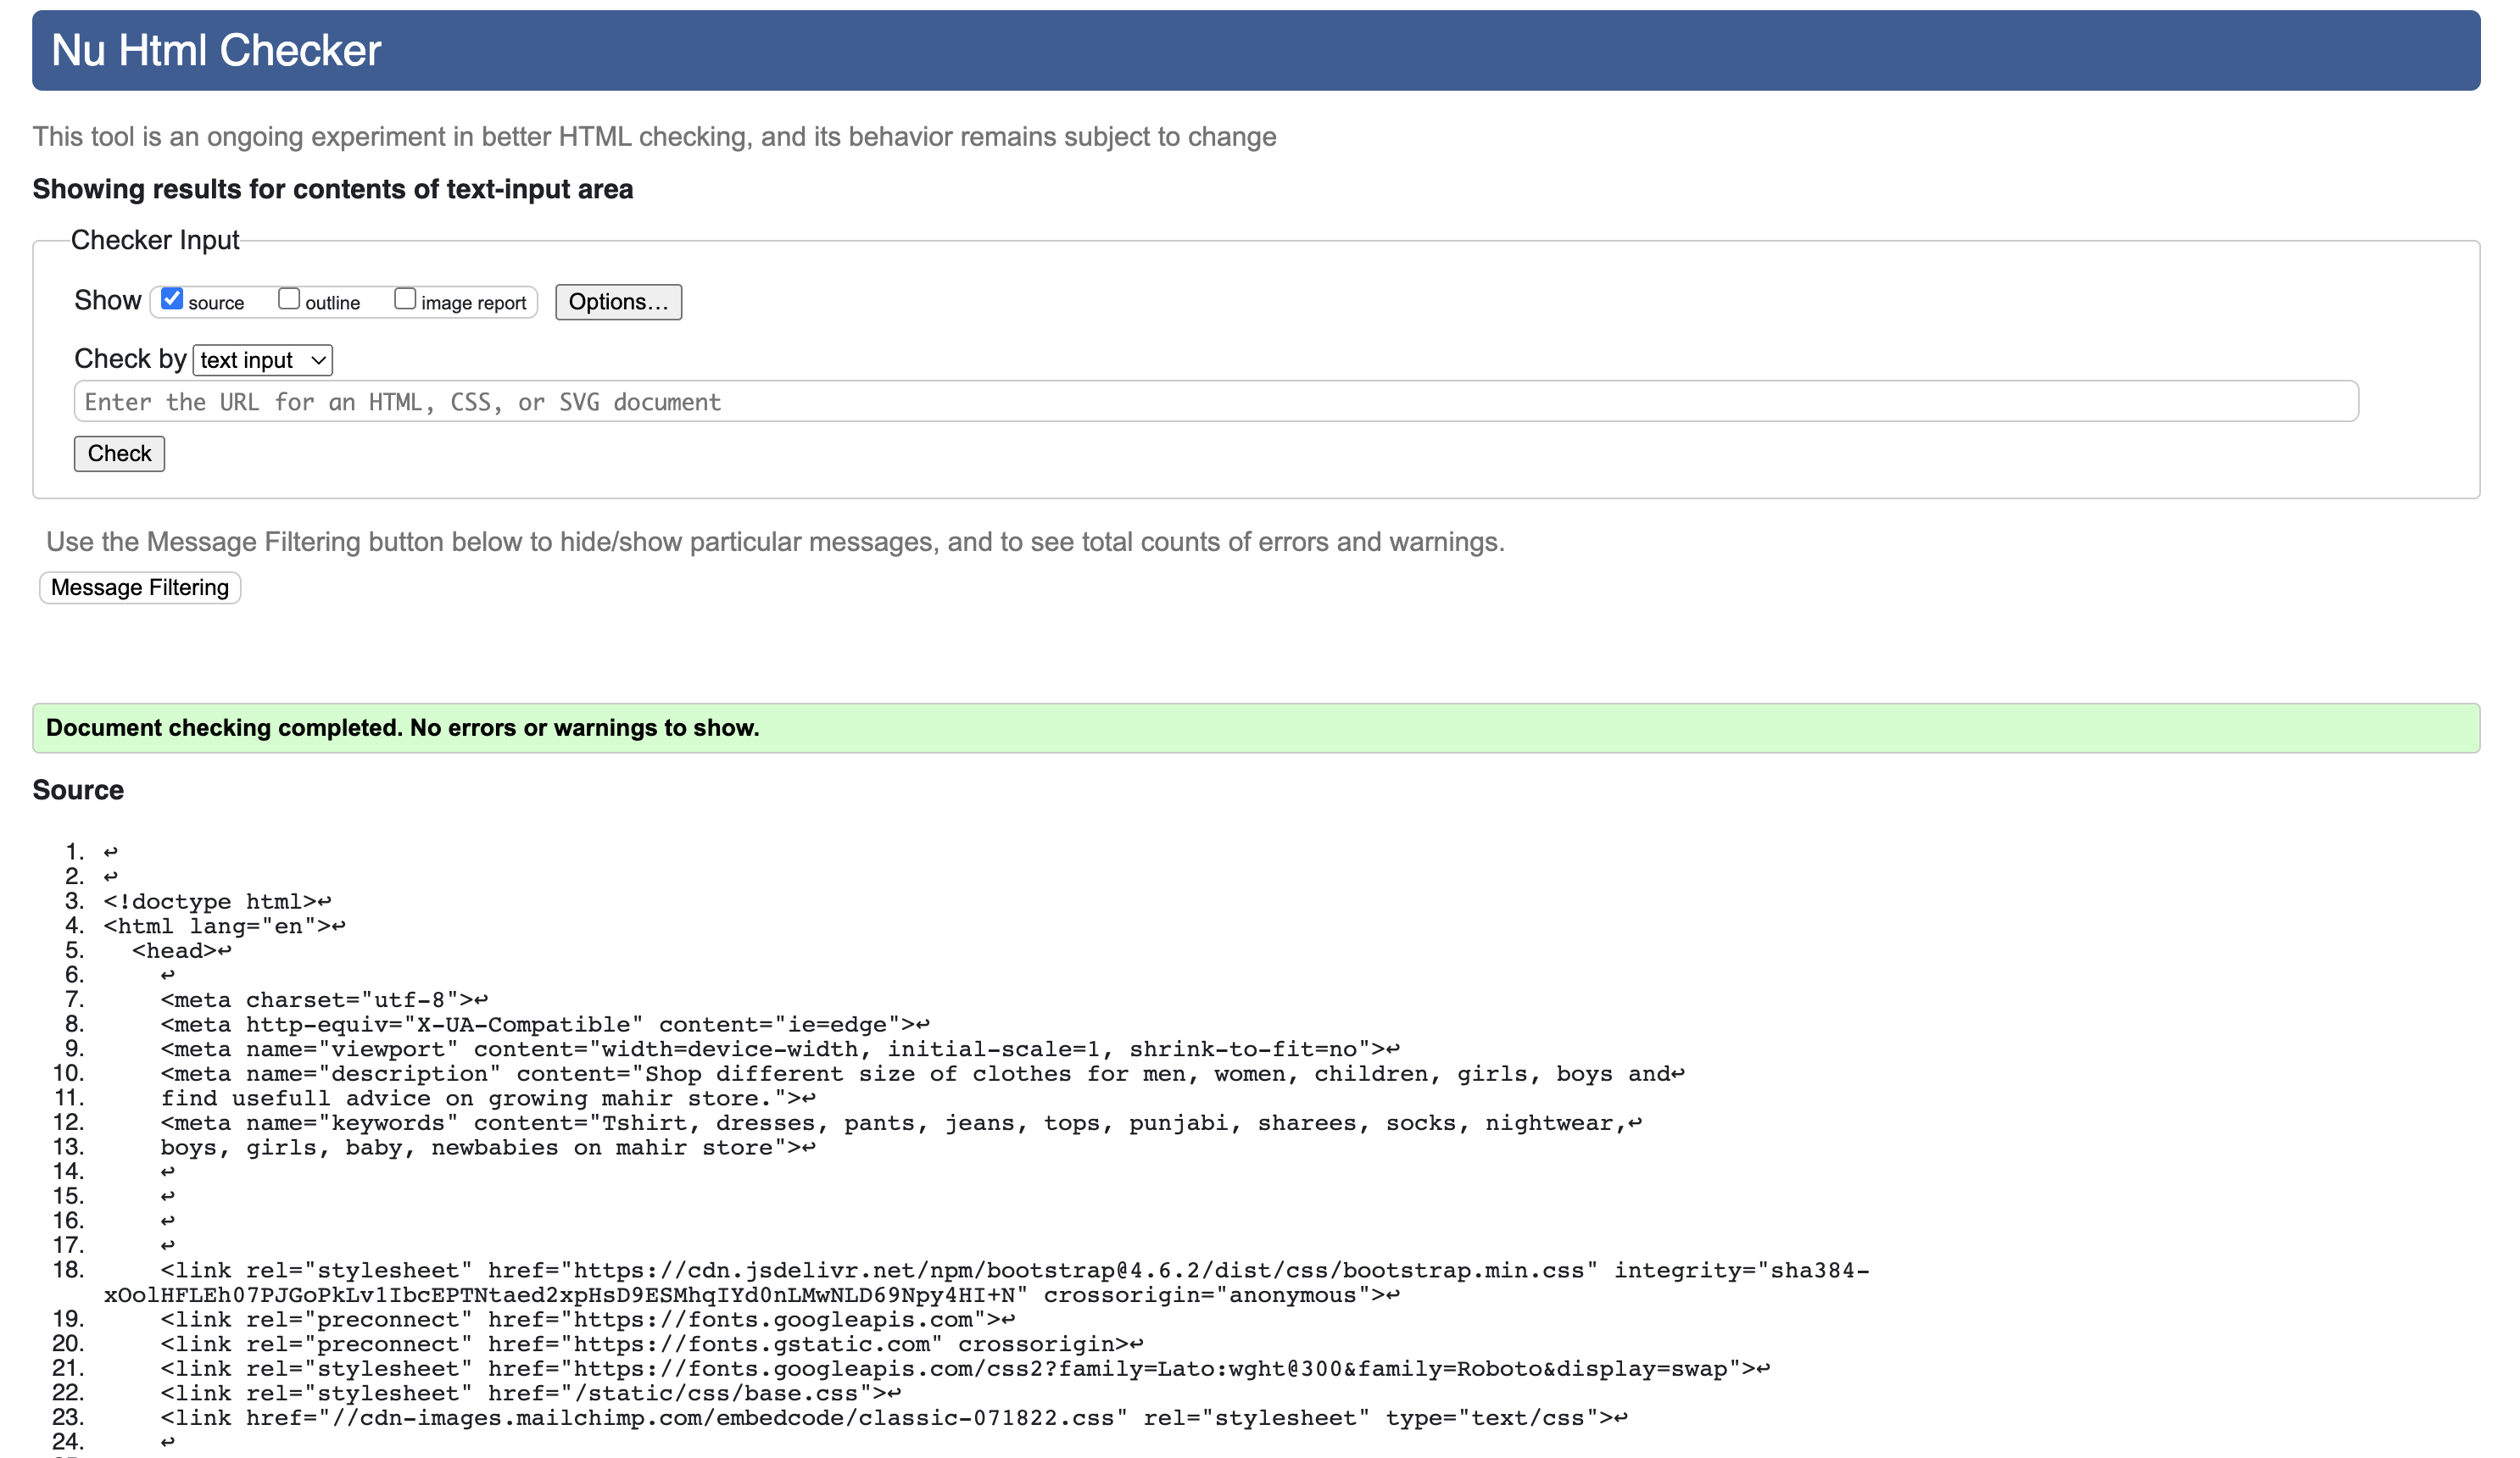 Nu Html Checker
This tool is an ongoing experiment in better HTML checking, and its behavior remains subject to change
Showing results for contents of text-input area
Checker Input
Show source outline image report Options...
Check by text input
Enter the URL for an HTML, CSS, or SVG document
Check
Use the Message Filtering button below to hide/show particular messages, and to see total counts of errors and warnings.
Message Filtering
Document checking completed. No errors or warnings to show.
Source
1. ↩
2. ↩
3. <!doctype html>↩
4. <html lang="en">↩
5. <head>↩
6. ↩
7. <meta charset="utf-8">↩
8. <meta http-equiv="X-UA-Compatible" content="ie=edge">↩
9. <meta name="viewport" content="width=device-width, initial-scale=1, shrink-to-fit=no">↩
10. <meta name="description" content="Shop different size of clothes for men, women, children, girls, boys and↩
11. find usefull advice on growing mahir store.">↩
12. <meta name="keywords" content="Tshirt, dresses, pants, jeans, tops, punjabi, sharees, socks, nightwear,↩
13. boys, girls, baby, newbabies on mahir store">↩
14. ↩
15. ↩
16. ↩
17. ↩
18. <link rel="stylesheet" href="https://cdn.jsdelivr.net/npm/bootstrap@4.6.2/dist/css/bootstrap.min.css" integrity="sha384-
xOolHFLEh07PJGoPkLv1IbcEPTNtaed2xpHsD9ESMhqIYd0nLMwNLD69Npy4HI+N" crossorigin="anonymous">↩
19. <link rel="preconnect" href="https://fonts.googleapis.com">↩
20. <link rel="preconnect" href="https://fonts.gstatic.com" crossorigin>↩
21. <link rel="stylesheet" href="https://fonts.googleapis.com/css2?family=Lato:wght@300&family=Roboto&display=swap">↩
22. <link rel="stylesheet" href="/static/css/base.css">↩
23. <link href="//cdn-images.mailchimp.com/embedcode/classic-071822.css" rel="stylesheet" type="text/css">↩
24. ↩